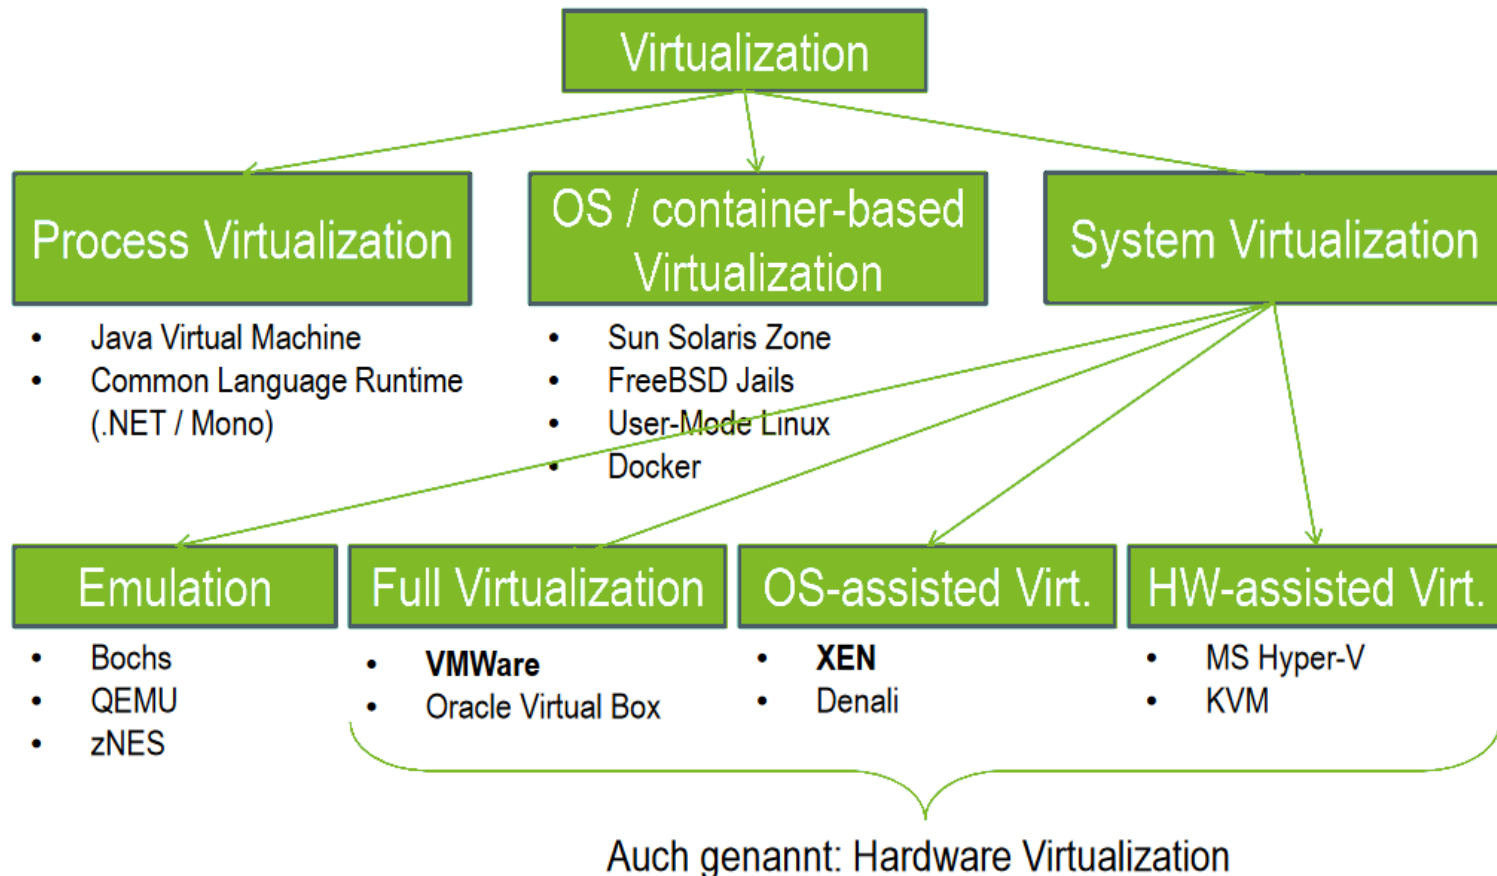 Virtualization
Process Virtualization
OS / container-based
Virtualization
System Virtualization
• Java Virtual Machine
• Common Language Runtime
(.NET / Mono)
• Sun Solaris Zone
• FreeBSD Jails
• User-Mode Linux
• Docker
Emulation
Full Virtualization
OS-assisted Virt.
HW-assisted Virt.
• Bochs
• QEMU
• zNES
• VMWare
• Oracle Virtual Box
• XEN
• Denali
• MS Hyper-V
• KVM
Auch genannt: Hardware Virtualization